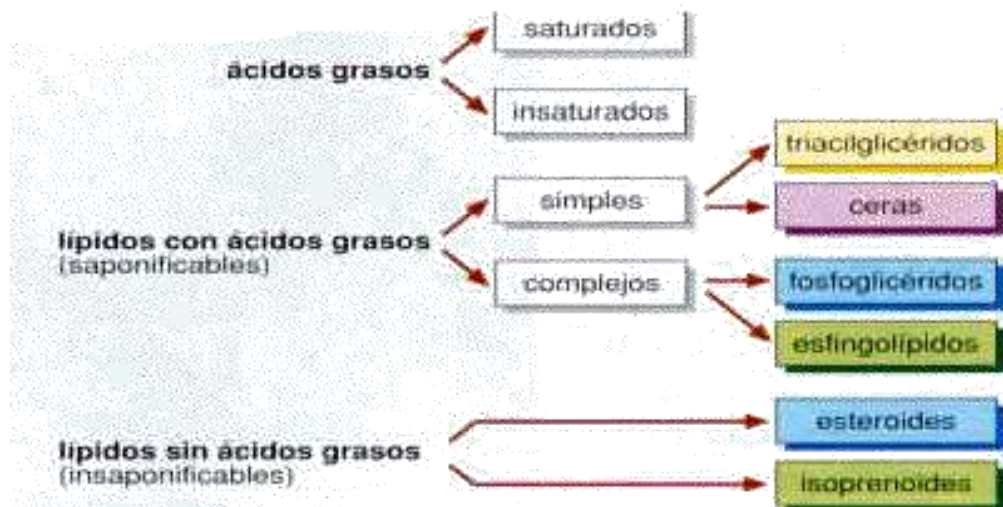 saturados
ácidos grasos
insaturados
triacilglicéridos
simples
ceras
lípidos con ácidos grasos
(saponificables)
complejos
fosfoglicéridos
esfingolípidos
esteroides
lípidos sin ácidos grasos
(insaponificables)
isoprenoides